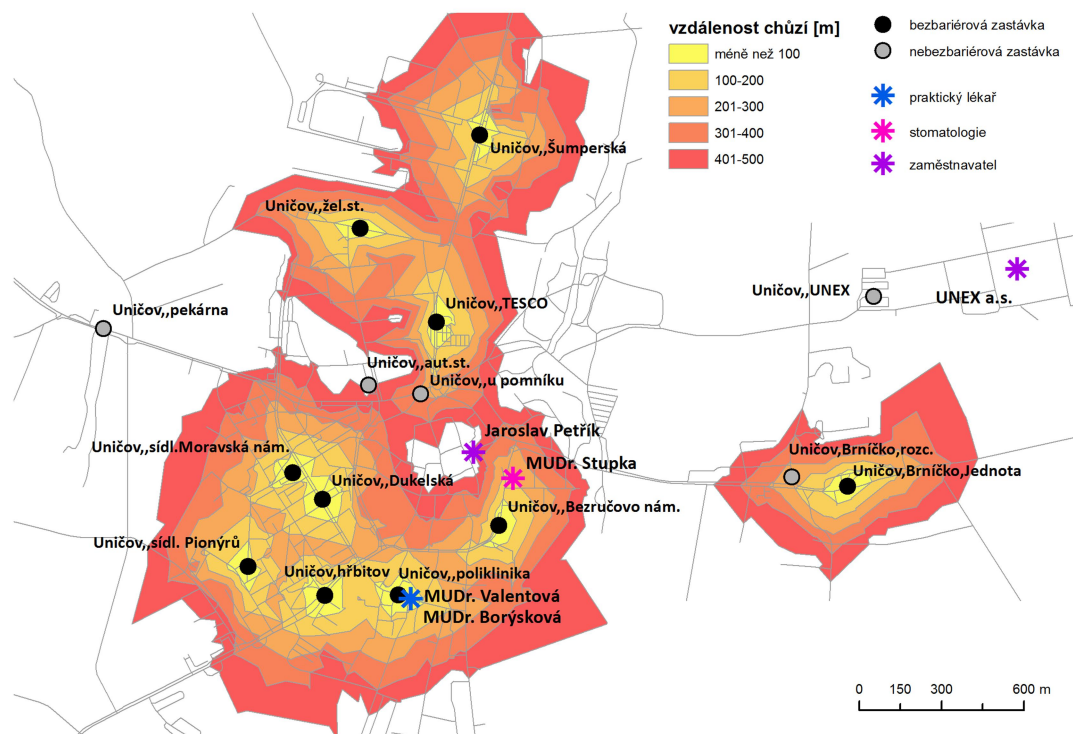 vzdálenost chůzí [m]
méně než 100
100-200
201-300
301-400
401-500
bezbariérová zastávka
nebezbariérová zastávka
praktický lékař
stomatologie
zaměstnavatel
Uničov,,Šumperská
Uničov,,žel.st.
Uničov,,UNEX
UNEX a.s.
Uničov,,TESCO
Uničov,,pekárna
Uničov,,aut.st.
Uničov,,u pomníku
Jaroslav Petřík
Uničov,,sídl.Moravská nám.
MUDr. Stupka
Uničov,Brníčko,rozc.
Uničov,Brníčko,Jednota
Uničov,,Dukelská
Uničov,,Bezručovo nám.
Uničov,,sídl. Pionýrů
Uničov,hřbitov
Uničov,,poliklinika
MUDr. Valentová
MUDr. Borýsková
0 150 300 600 m